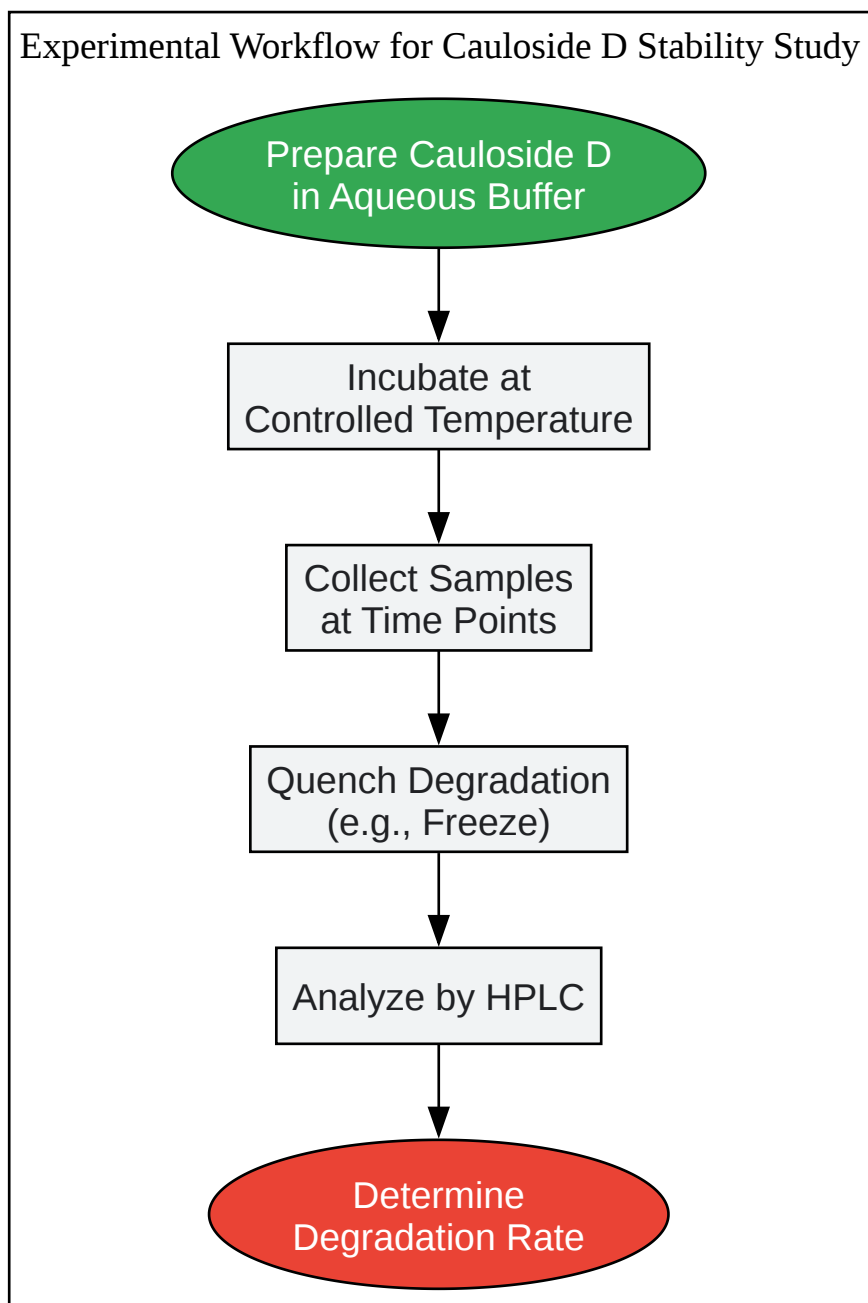 Experimental Workflow for Cauloside D Stability Study
Prepare Cauloside D
in Aqueous Buffer
Incubate at
Controlled Temperature
Collect Samples
at Time Points
Quench Degradation
(e.g., Freeze)
Analyze by HPLC
Determine
Degradation Rate